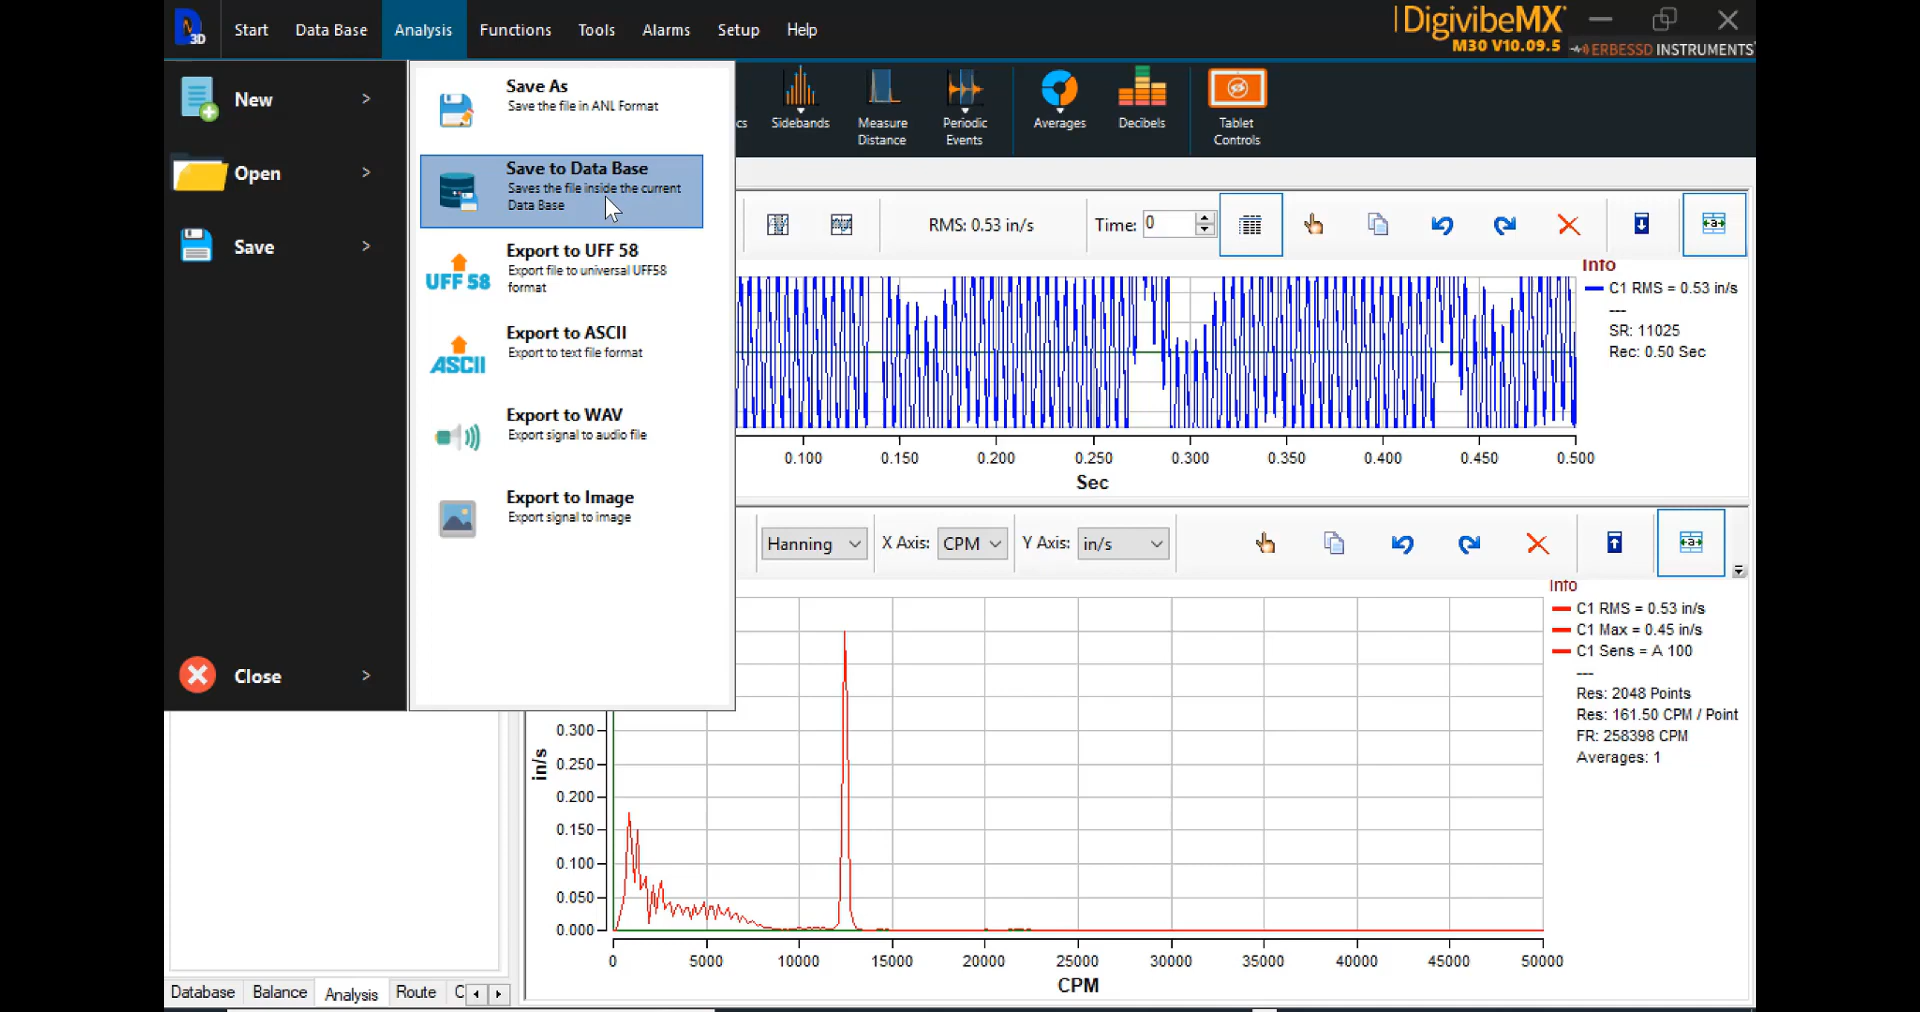 3D
Start
Data Base
Analysis
Functions
Tools
Alarms
Setup
Help
DigivibeMX
M30 V10.09.5
ERBESSD INSTRUMENTS
New
Open
Save
Close
Save As
Save the file in ANL Format
Save to Data Base
Saves the file inside the current
Data Base
UFF 58
Export to UFF 58
Export file to universal UFF58
format
ASCII
Export to ASCII
Export to text file format
Export to WAV
Export signal to audio file
Export to Image
Export signal to image
cs
Sidebands
Measure
Distance
Periodic
Events
Averages
Decibels
Tablet
Controls
RMS: 0.53 in/s
Time: 0
Info
C1 RMS = 0.53 in/s
---
SR: 11025
Rec: 0.50 Sec
0.100 0.150 0.200 0.250 0.300 0.350 0.400 0.450 0.500
Sec
Hanning
X Axis: CPM
Y Axis: in/s
Info
C1 RMS = 0.53 in/s
C1 Max = 0.45 in/s
C1 Sens = A 100
---
Res: 2048 Points
Res: 161.50 CPM / Point
FR: 258398 CPM
Averages: 1
in/s
0.300
0.250
0.200
0.150
0.100
0.050
0.000
0 5000 10000 15000 20000 25000 30000 35000 40000 45000 50000
CPM
Database
Balance
Analysis
Route
C